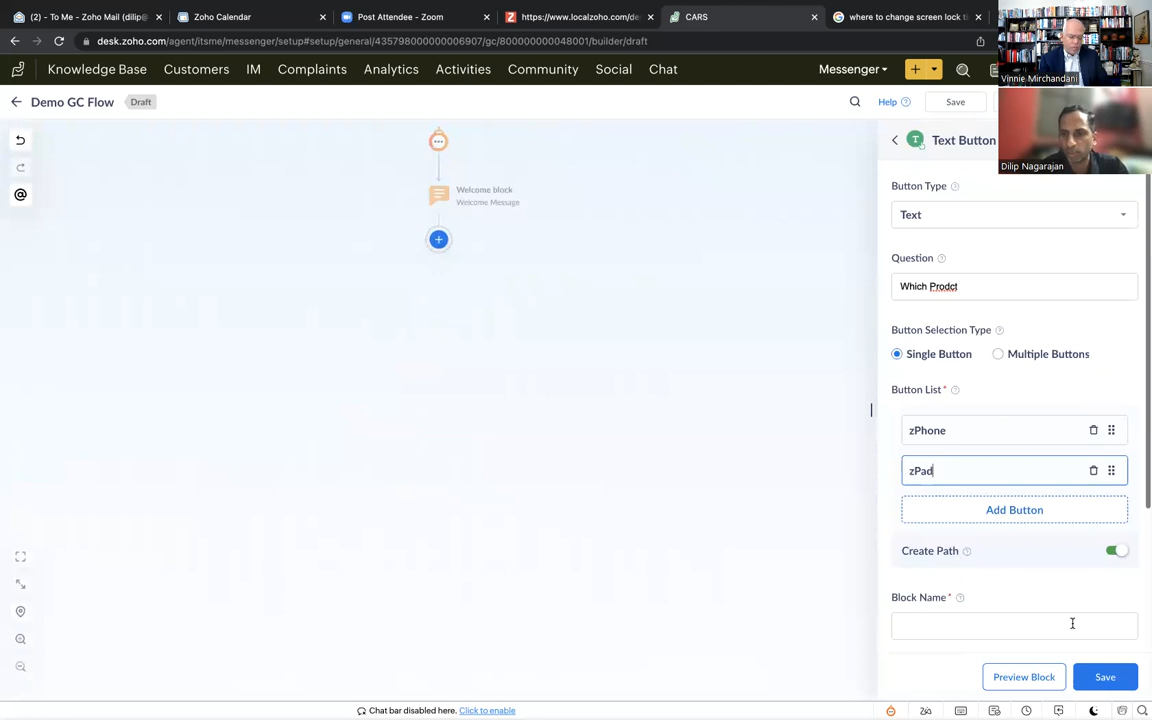 (2) - To Me - Zoho Mail (dilip@
Zoho Calendar
Post Attendee - Zoom
https://www.localzoho.com/de
CARS
where to change screen lock ti
desk.zoho.com/agent/itsme/messenger/setup#setup/general/435798000000006907/gc/800000000048001/builder/draft
Knowledge Base
Customers
IM
Complaints
Analytics
Activities
Community
Social
Chat
Messenger
Vinnie Mirchandani
Demo GC Flow
Draft
Help
Save
Text Button
Dilip Nagarajan
Welcome block
Welcome Message
Button Type
Text
Question
Which Prodct
Button Selection Type
Single Button
Multiple Buttons
Button List*
zPhone
zPad
Add Button
Create Path
Block Name*
Preview Block
Save
Chat bar disabled here. Click to enable